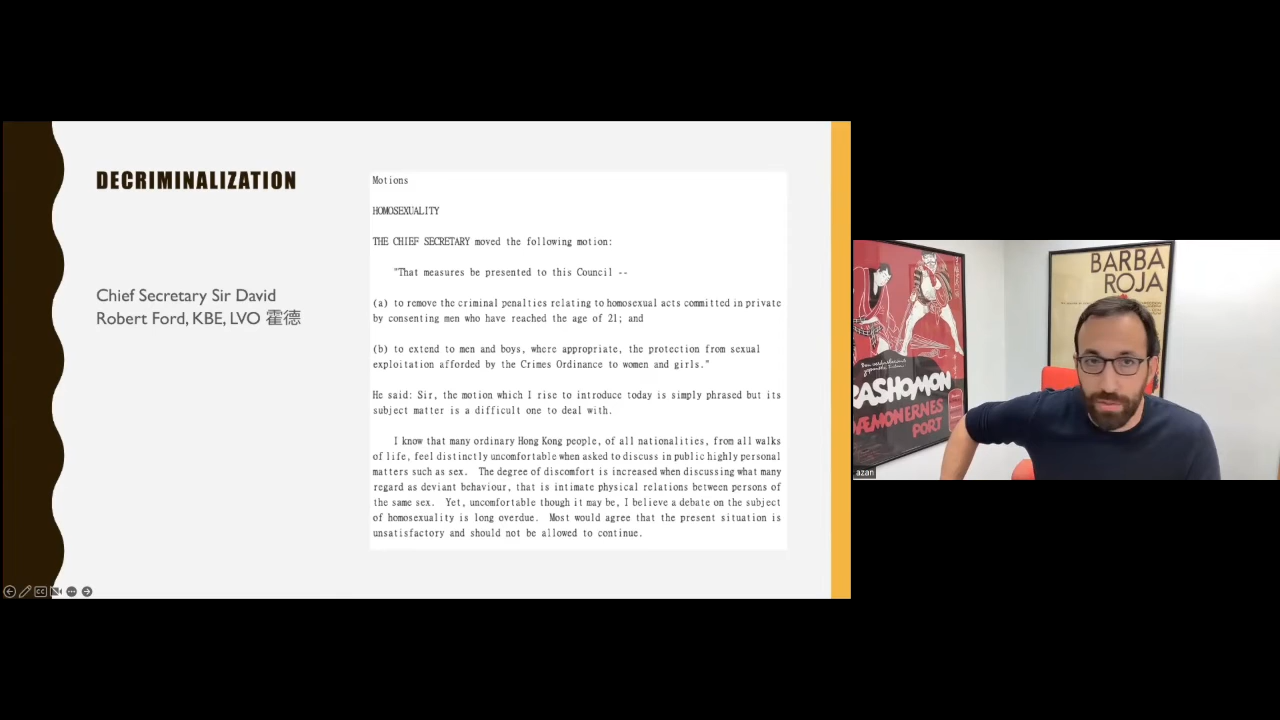 DECRIMINALIZATION
Chief Secretary Sir David
Robert Ford, KBE, LVO 霍德
Motions
HOMOSEXUALITY
THE CHIEF SECRETARY moved the following motion:
"That measures be presented to this Council --
(a) to remove the criminal penalties relating to homosexual acts committed in private
by consenting men who have reached the age of 21; and
(b) to extend to men and boys, where appropriate, the protection from sexual
exploitation afforded by the Crimes Ordinance to women and girls."
He said: Sir, the motion which I rise to introduce today is simply phrased but its
subject matter is a difficult one to deal with.
I know that many ordinary Hong Kong people, of all nationalities, from all walks
of life, feel distinctly uncomfortable when asked to discuss in public highly personal
matters such as sex. The degree of discomfort is increased when discussing what many
regard as deviant behaviour, that is intimate physical relations between persons of
the same sex. Yet, uncomfortable though it may be, I believe a debate on the subject
of homosexuality is long overdue. Most would agree that the present situation is
unsatisfactory and should not be allowed to continue.
CC
BARBA
ROJA
RASHOMON
DÆMONERNES
PORT
azan